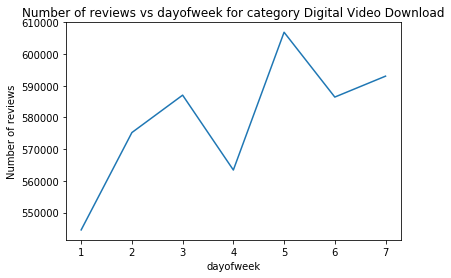 Number of reviews vs dayofweek for category Digital Video Download
610000
600000
590000
580000
570000
560000
550000
Number of reviews
1 2 3 4 5 6 7
dayofweek